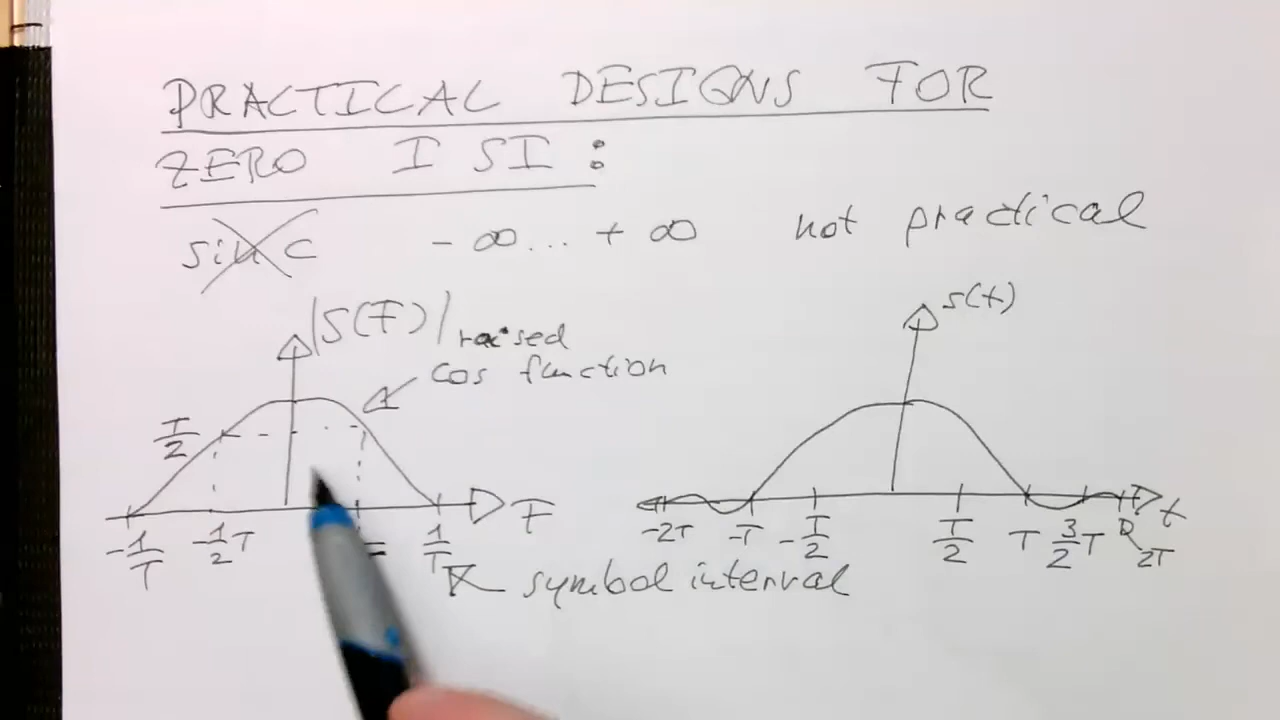 PRACTICAL DESIGNS FOR
ZERO ISI:
sinc -∞...+∞ not practical
|S(F)| raised
cos function
s(t)
T/2
F
t
-1/T -1/2T 1/T
-2T -T -T/2 T/2 T 3/2T 2T
symbol interval